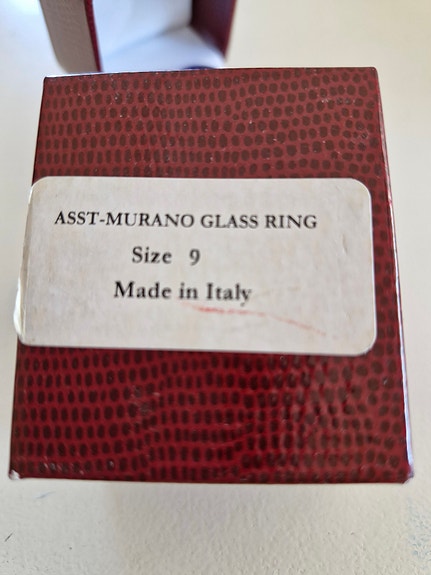 ASST-MURANO GLASS RING
Size 9
Made in Italy